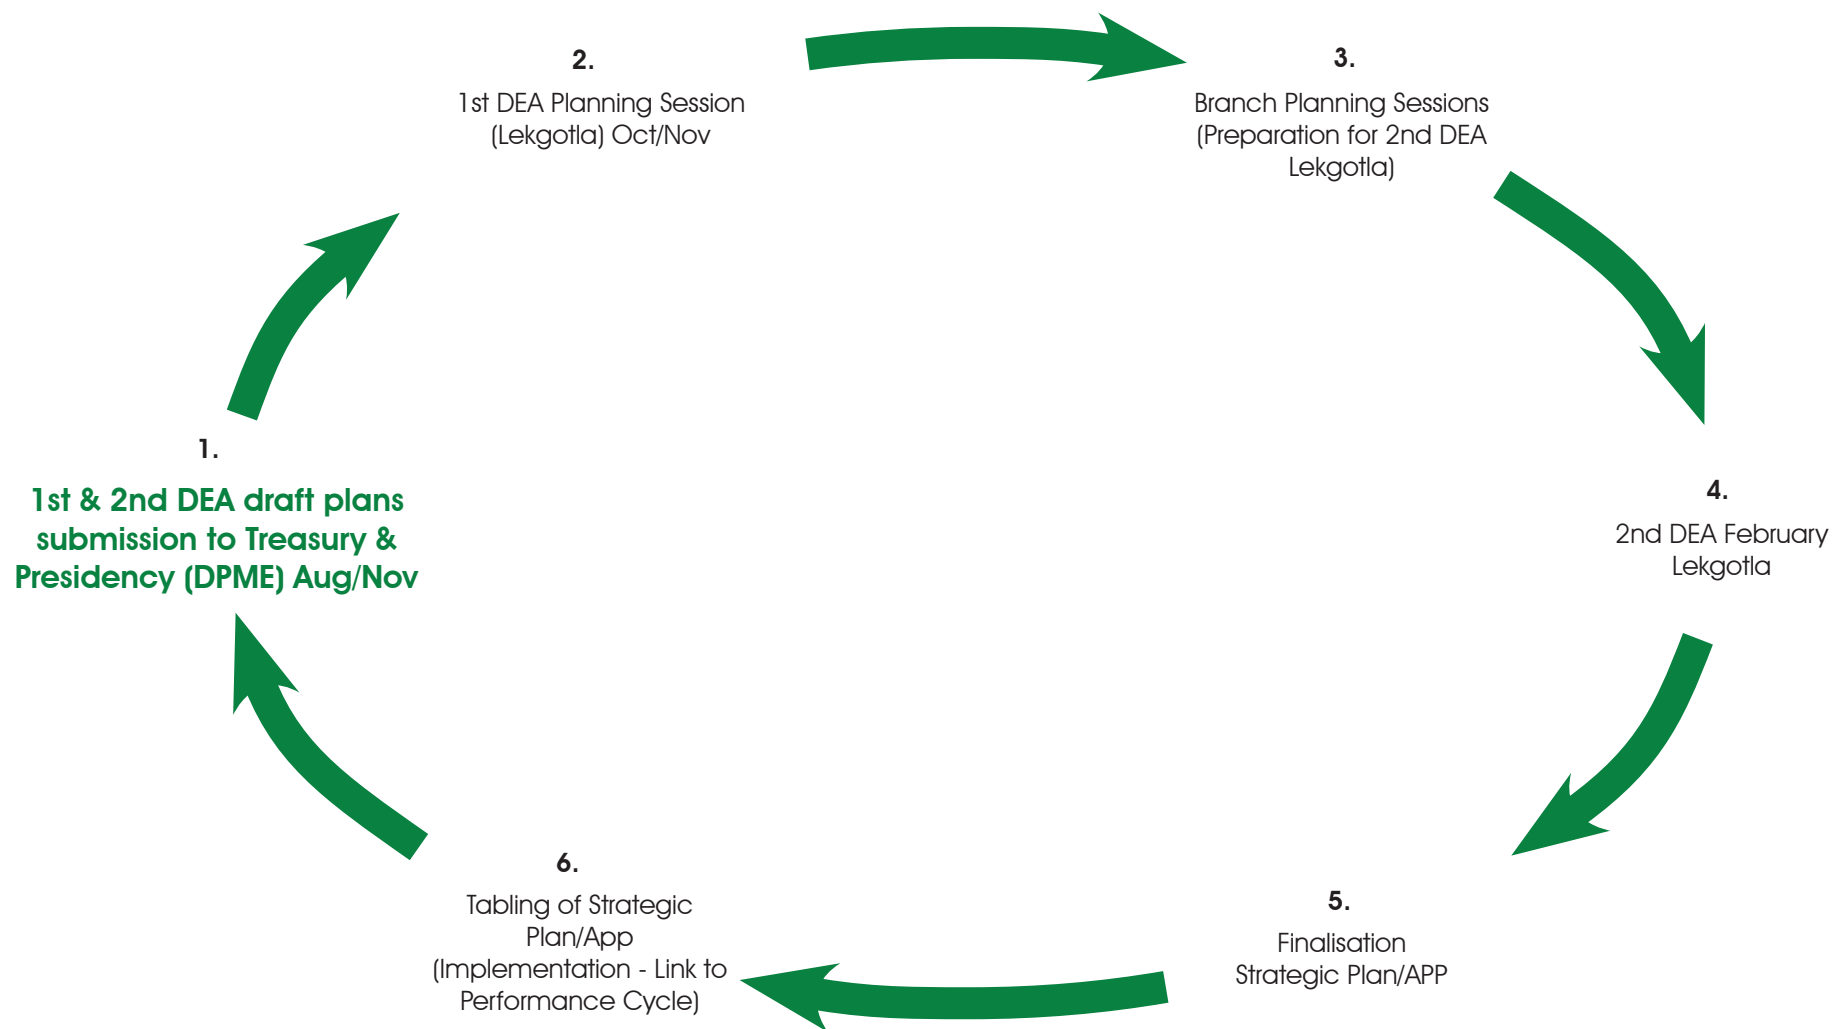 1.
1st & 2nd DEA draft plans
submission to Treasury &
Presidency (DPME) Aug/Nov
2.
1st DEA Planning Session
(Lekgotla) Oct/Nov
3.
Branch Planning Sessions
(Preparation for 2nd DEA
Lekgotla)
4.
2nd DEA February
Lekgotla
5.
Finalisation
Strategic Plan/APP
6.
Tabling of Strategic
Plan/App
(Implementation - Link to
Performance Cycle)